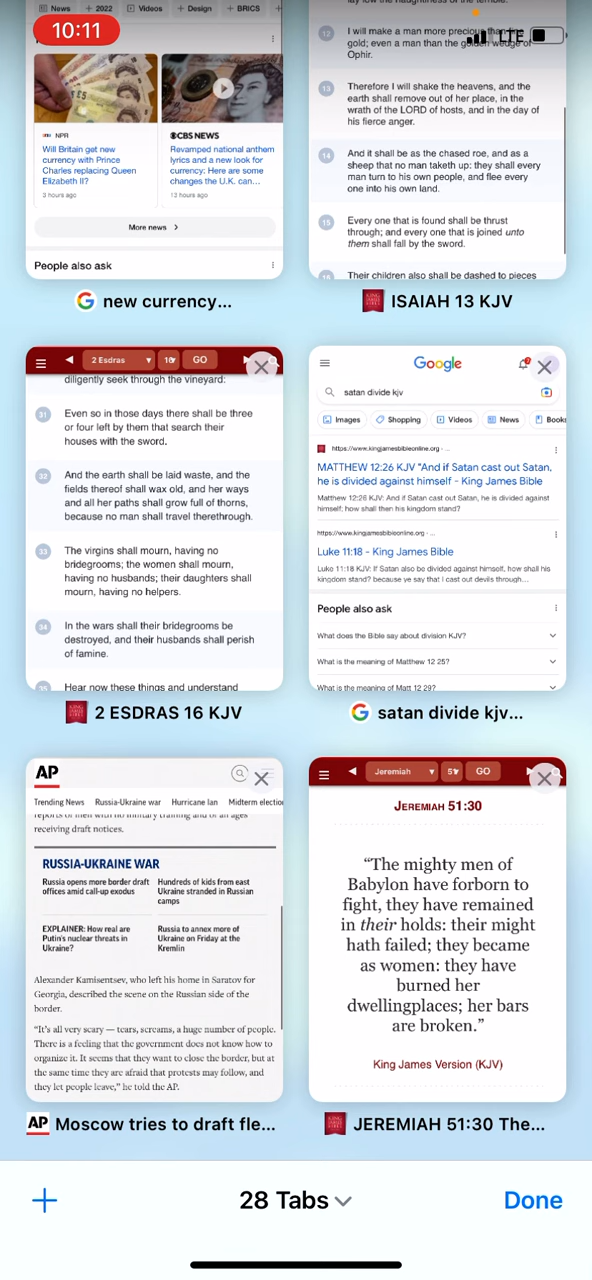 10:11
LTE
News
+ 2022
Videos
+ Design
+ BRICS
NPR
Will Britain get new
currency with Prince
Charles replacing Queen
Elizabeth II?
3 hours ago
CBS NEWS
Revamped national anthem
lyrics and a new look for
currency: Here are some
changes the U.K. can...
13 hours ago
More news >
People also ask
new currency...
12 I will make a man more precious than fine
gold; even a man than the golden wedge of
Ophir.
13 Therefore I will shake the heavens, and the
earth shall remove out of her place, in
the wrath of the LORD of hosts, and in the day of
his fierce anger.
14 And it shall be as the chased roe, and as a
sheep that no man taketh up: they shall every
man turn to his own people, and flee every
one into his own land.
15 Every one that is found shall be thrust
through; and every one that is joined unto
them shall fall by the sword.
16 Their children also shall be dashed to pieces
ISAIAH 13 KJV
2 Esdras
16
GO
diligently seek through the vineyard:
31 Even so in those days there shall be three
or four left by them that search their
houses with the sword.
32 And the earth shall be laid waste, and the
fields thereof shall wax old, and her ways
and all her paths shall grow full of thorns,
because no man shall travel therethrough.
33 The virgins shall mourn, having no
bridegrooms; the women shall mourn,
having no husbands; their daughters shall
mourn, having no helpers.
34 In the wars shall their bridegrooms be
destroyed, and their husbands shall perish
of famine.
35 Hear now these things and understand
2 ESDRAS 16 KJV
Google
satan divide kjv
Images
Shopping
Videos
News
Books
https://www.kingjamesbibleonline.org › ...
MATTHEW 12:26 KJV "And if Satan cast out Satan,
he is divided against himself - King James Bible
Matthew 12:26 KJV: And if Satan cast out Satan, he is divided against
himself; how shall then his kingdom stand?
https://www.kingjamesbibleonline.org › ...
Luke 11:18 - King James Bible
Luke 11:18 KJV: If Satan also be divided against himself, how shall his
kingdom stand? because ye say that I cast out devils through...
People also ask
What does the Bible say about division KJV?
What is the meaning of Matthew 12 25?
What is the meaning of Matt 12 29?
satan divide kjv...
AP
Trending News
Russia-Ukraine war
Hurricane Ian
Midterm electio
reports of men with no military training and of all ages
receiving draft notices.
RUSSIA-UKRAINE WAR
Russia opens more border draft
offices amid call-up exodus
Hundreds of kids from east
Ukraine stranded in Russian
camps
EXPLAINER: How real are
Putin's nuclear threats in
Ukraine?
Russia to annex more of
Ukraine on Friday at the
Kremlin
Alexander Kamisentsev, who left his home in Saratov for
Georgia, described the scene on the Russian side of the
border.
“It's all very scary — tears, screams, a huge number of people.
There is a feeling that the government does not know how to
organize it. It seems that they want to close the border, but at
the same time they are afraid that protests may follow, and
they let people leave,” he told the AP.
AP Moscow tries to draft fle...
Jeremiah
51
GO
JEREMIAH 51:30
“The mighty men of
Babylon have forborn to
fight, they have remained
in their holds: their might
hath failed; they became
as women: they have
burned her
dwellingplaces; her bars
are broken.”
King James Version (KJV)
JEREMIAH 51:30 The...
28 Tabs
Done